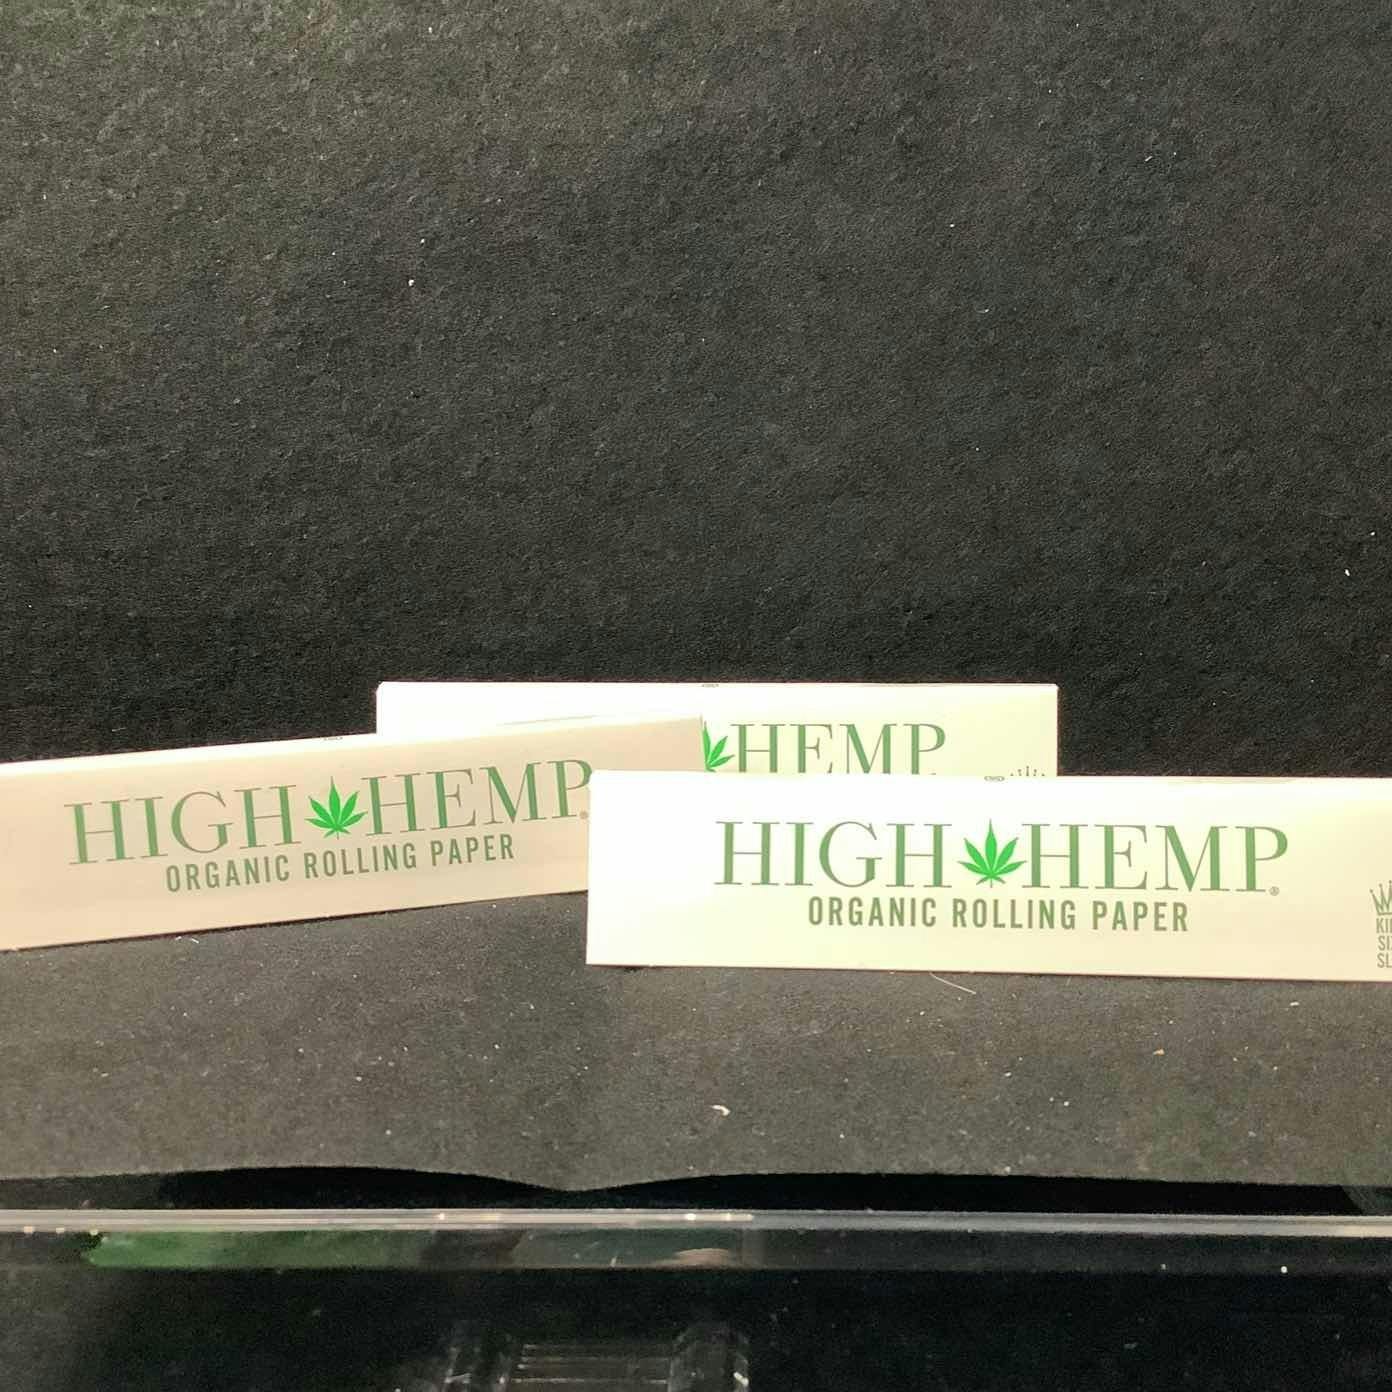 HEMP
HIGH HEMP®
ORGANIC ROLLING PAPER
HIGH HEMP®
ORGANIC ROLLING PAPER